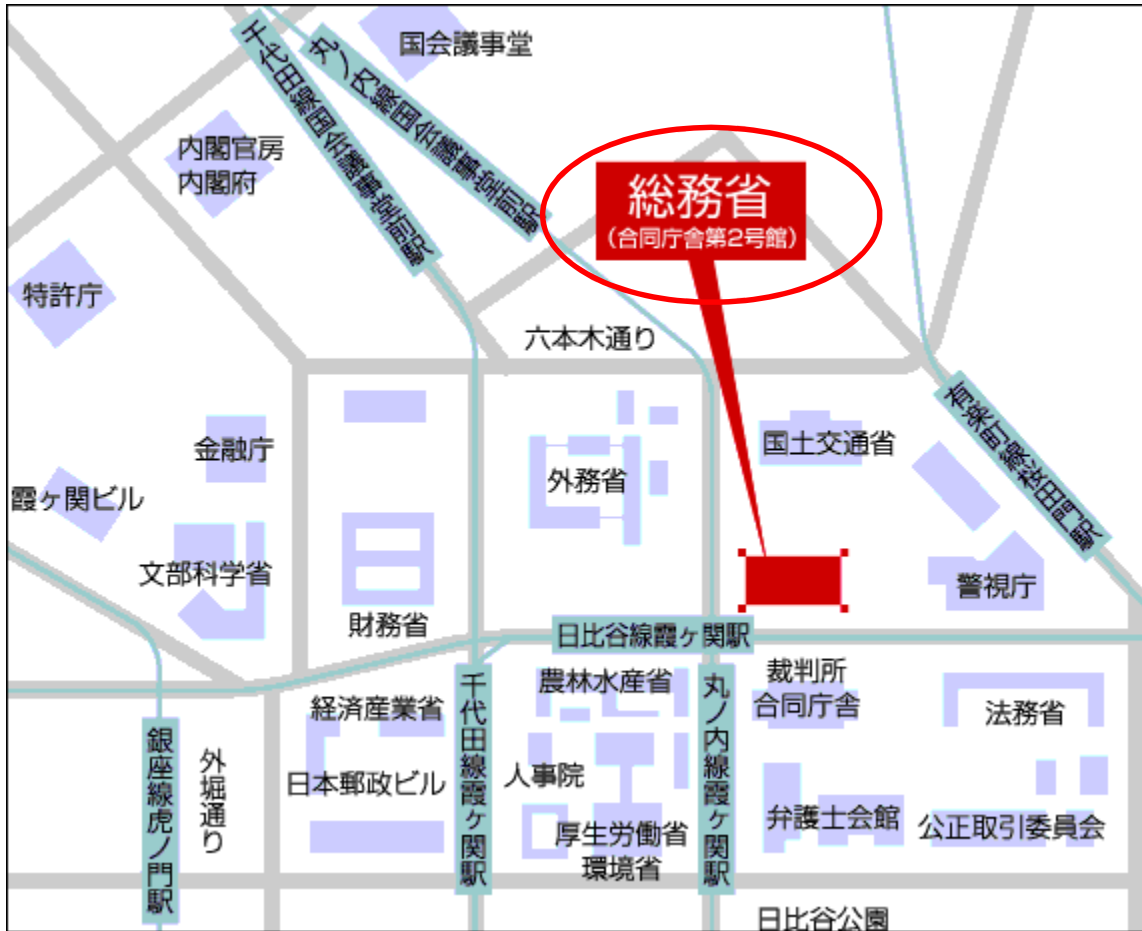 国会議事堂
千代田線国会議事堂前駅
丸ノ内線国会議事堂前駅
内閣官房
内閣府
総務省
(合同庁舎第2号館)
特許庁
六本木通り
有楽町線桜田門駅
金融庁
国土交通省
外務省
霞ヶ関ビル
文部科学省
財務省
警視庁
日比谷線霞ヶ関駅
農林水産省
裁判所
合同庁舎
経済産業省
法務省
千代田線霞ヶ関駅
丸ノ内線霞ヶ関駅
銀座線虎ノ門駅
外堀通り
日本郵政ビル
人事院
弁護士会館
公正取引委員会
厚生労働省
環境省
日比谷公園